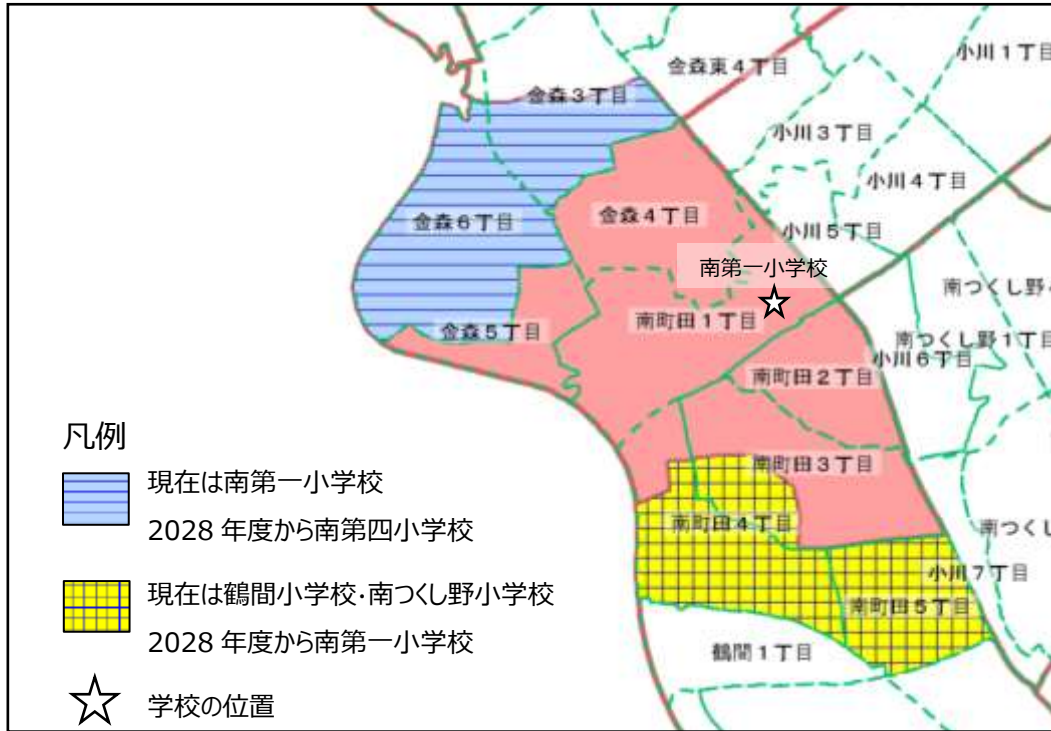 金森東4丁目
小川1丁目
金森3丁目
小川3丁目
小川4丁目
金森4丁目
金森6丁目
小川5丁目
南第一小学校
南つくし野4
南町田1丁目
金森5丁目
南つくし野1丁目
小川6丁目
南町田2丁目
南町田3丁目
南町田4丁目
南つくし
小川7丁目
南町田5丁目
鶴間1丁目
凡例
現在は南第一小学校
2028 年度から南第四小学校
現在は鶴間小学校・南つくし野小学校
2028 年度から南第一小学校
学校の位置